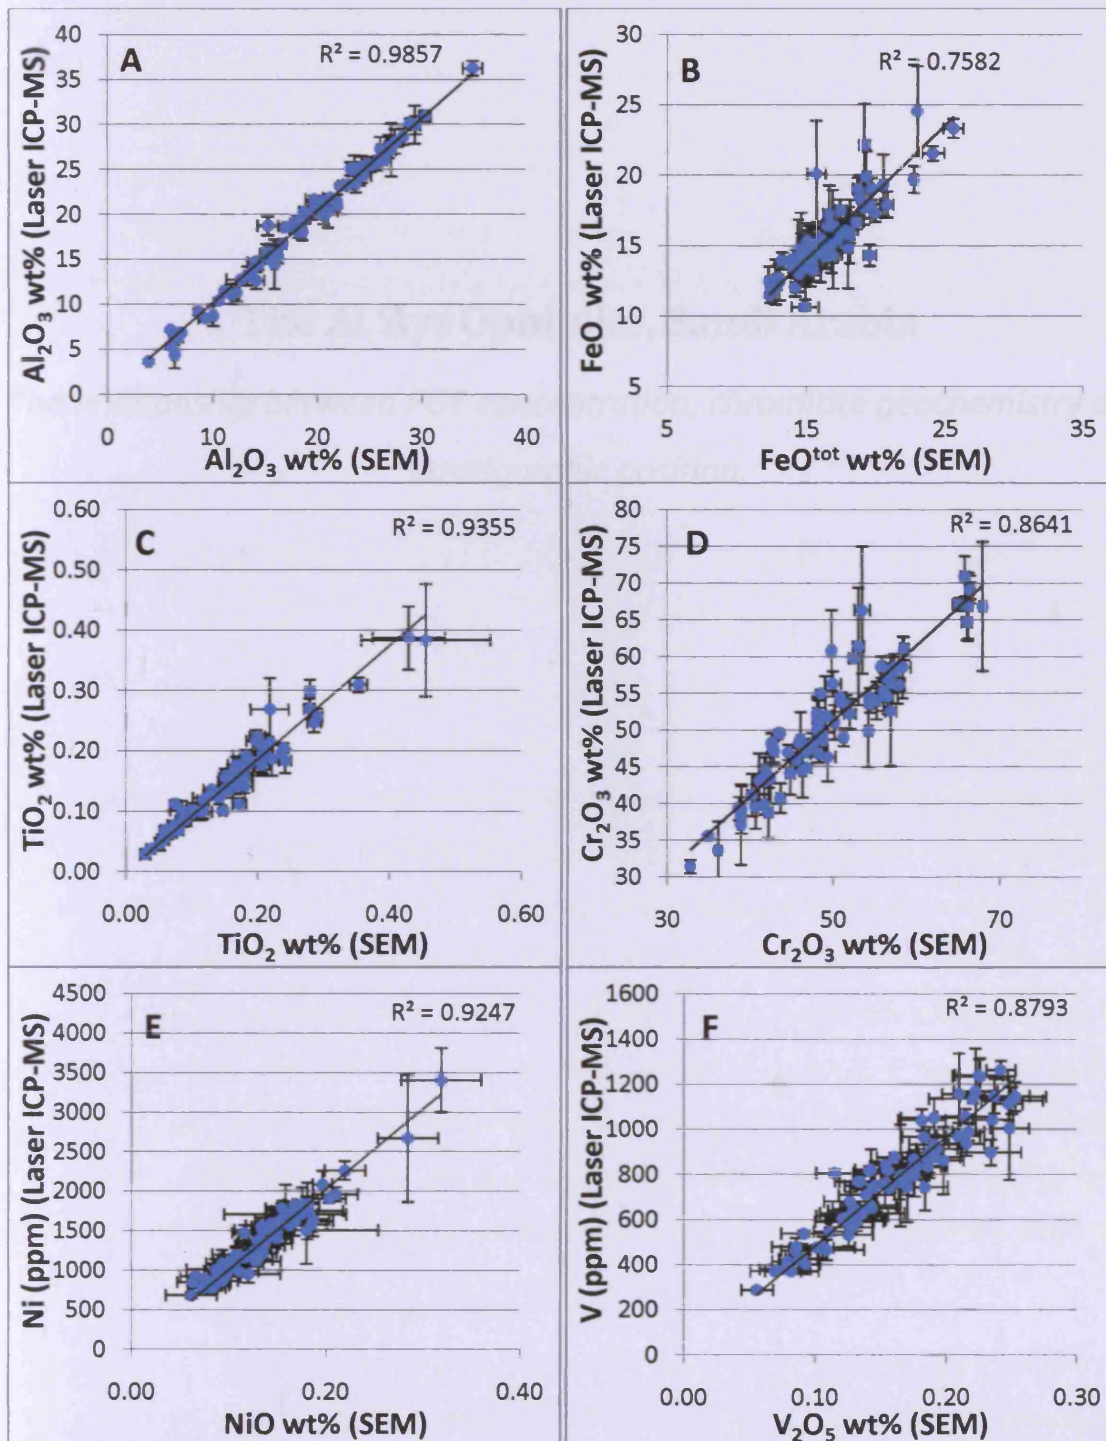 A
R² = 0.9857
Al₂O₃ wt% (Laser ICP-MS)
40
35
30
25
20
15
10
5
0
0 10 20 30 40
Al₂O₃ wt% (SEM)
B
R² = 0.7582
FeO wt% (Laser ICP-MS)
30
25
20
15
10
5
5 15 25 35
FeOᵗᵒᵗ wt% (SEM)
C
R² = 0.9355
TiO₂ wt% (Laser ICP-MS)
0.60
0.50
0.40
0.30
0.20
0.10
0.00
0.00 0.20 0.40 0.60
TiO₂ wt% (SEM)
D
R² = 0.8641
Cr₂O₃ wt% (Laser ICP-MS)
80
75
70
65
60
55
50
45
40
35
30
30 50 70
Cr₂O₃ wt% (SEM)
E
R² = 0.9247
Ni (ppm) (Laser ICP-MS)
4500
4000
3500
3000
2500
2000
1500
1000
500
0
0.00 0.20 0.40
NiO wt% (SEM)
F
R² = 0.8793
V (ppm) (Laser ICP-MS)
1600
1400
1200
1000
800
600
400
200
0
0.00 0.10 0.20 0.30
V₂O₅ wt% (SEM)
Saudi Arabia
between PGE concentration, chromitite geochemistry
position.